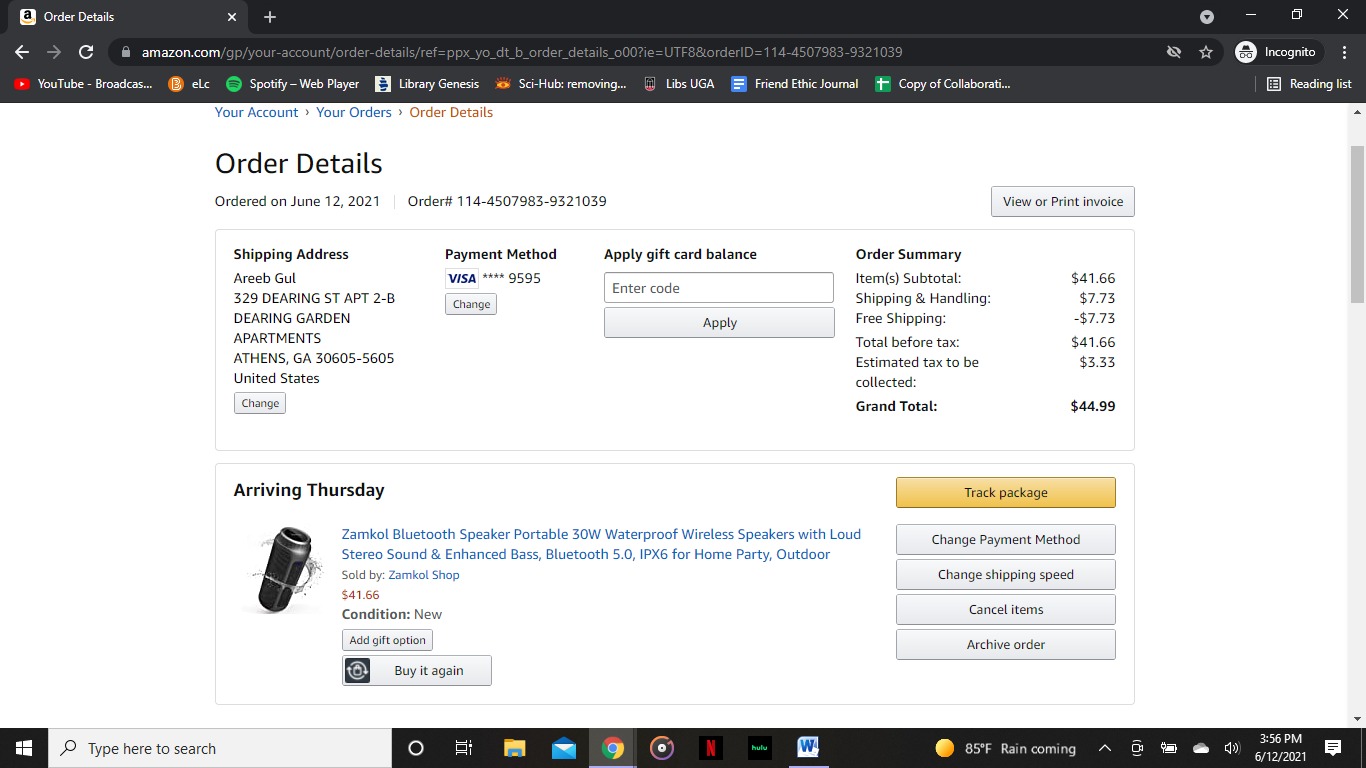 Order Details
amazon.com/gp/your-account/order-details/ref=ppx_yo_dt_b_order_details_o00?ie=UTF8&orderID=114-4507983-9321039
Incognito
YouTube - Broadcas...
eLc
Spotify – Web Player
Library Genesis
Sci-Hub: removing...
Libs UGA
Friend Ethic Journal
Copy of Collaborati...
Reading list
Your Account › Your Orders › Order Details
Order Details
Ordered on June 12, 2021
Order# 114-4507983-9321039
View or Print invoice
Shipping Address
Areeb Gul
329 DEARING ST APT 2-B
DEARING GARDEN
APARTMENTS
ATHENS, GA 30605-5605
United States
Change
Payment Method
VISA **** 9595
Change
Apply gift card balance
Enter code
Apply
Order Summary
Item(s) Subtotal: $41.66
Shipping & Handling: $7.73
Free Shipping: -$7.73
Total before tax: $41.66
Estimated tax to be $3.33
collected:
Grand Total: $44.99
Arriving Thursday
Zamkol Bluetooth Speaker Portable 30W Waterproof Wireless Speakers with Loud
Stereo Sound & Enhanced Bass, Bluetooth 5.0, IPX6 for Home Party, Outdoor
Sold by: Zamkol Shop
$41.66
Condition: New
Add gift option
Buy it again
Track package
Change Payment Method
Change shipping speed
Cancel items
Archive order
Type here to search
N
hulu
W
85°F Rain coming
3:56 PM
6/12/2021